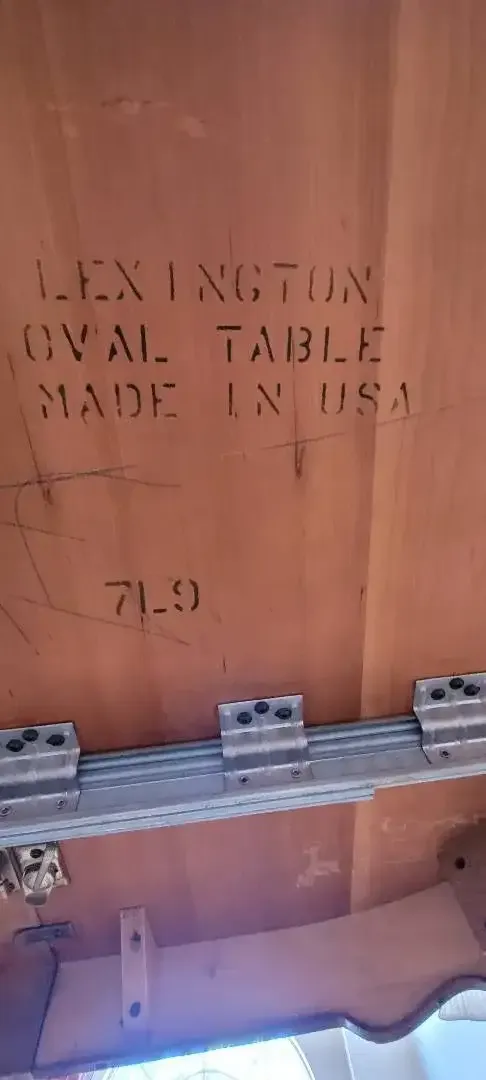 LEXINGTON
OVAL TABLE
MADE IN USA
7L9